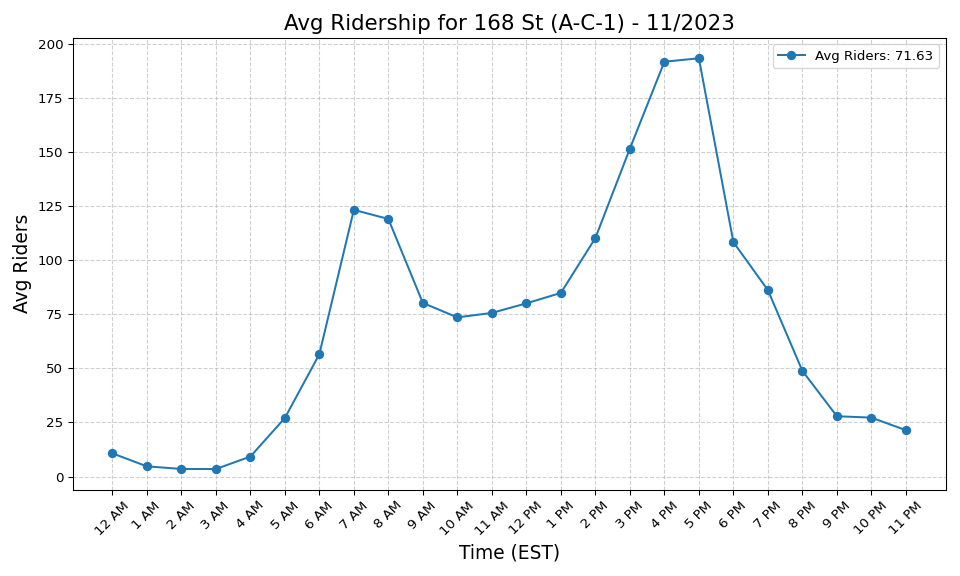 Avg Ridership for 168 St (A-C-1) - 11/2023
Avg Riders: 71.63
200
175
150
125
100
75
50
25
0
Avg Riders
12 AM
1 AM
2 AM
3 AM
4 AM
5 AM
6 AM
7 AM
8 AM
9 AM
10 AM
11 AM
12 PM
1 PM
2 PM
3 PM
4 PM
5 PM
6 PM
7 PM
8 PM
9 PM
10 PM
11 PM
Time (EST)